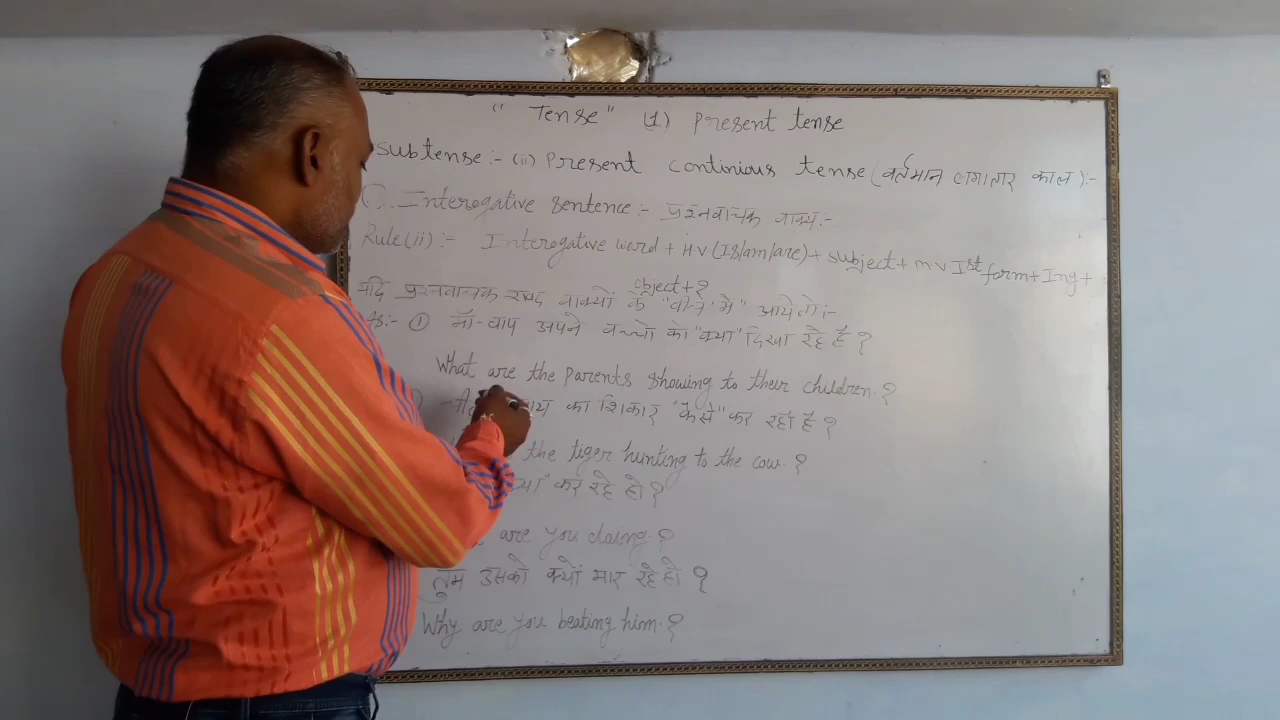 " Tense" (1) Present tense
Subtense:- (ii) Present Continious tense (वर्तमान लगातार काल):-
Interogative Sentence:- प्रश्नवाचक वाक्य:-
Rule(ii):- Interogative word + HV (Is/am/are) + subject + mv Ist form + Ing +
object + ?
यदि प्रश्नवाचक शब्द वाक्यों के "बीच में" आये तो:-
As:- ① माँ-बाप अपने बच्चो को "क्या" दिखा रहे है ?
What are the Parents showing to their children. ?
का शिकार "कैसे" कर रहा है ?
the tiger hunting to the cow. ?
कर रहे हो ?
are you doing. ?
तुम उसको क्यों मार रहे हो ?
Why are you beating him. ?